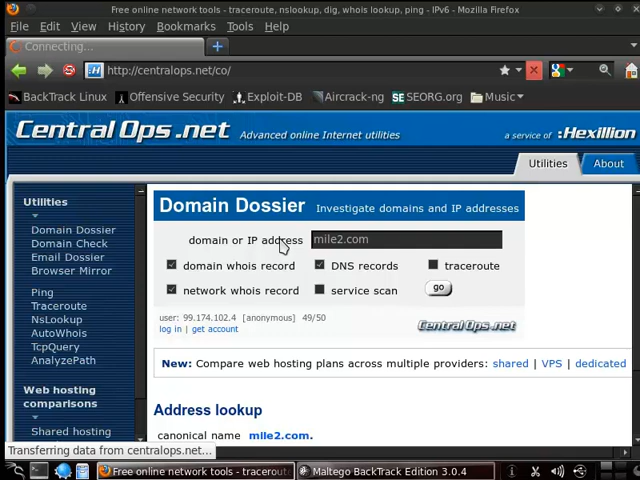 Free online network tools - traceroute, nslookup, dig, whois lookup, ping - IPv6 - Mozilla Firefox
File Edit View History Bookmarks Tools Help
Connecting...
http://centralops.net/co/
BackTrack Linux Offensive Security Exploit-DB Aircrack-ng SEORG.org Music
CentralOps.net Advanced online Internet utilities a service of :Hexillion
Utilities About
Utilities
Domain Dossier
Domain Check
Email Dossier
Browser Mirror
Ping
Traceroute
NsLookup
AutoWhois
TcpQuery
AnalyzePath
Web hosting
comparisons
Shared hosting
Domain Dossier Investigate domains and IP addresses
domain or IP address mile2.com
domain whois record DNS records traceroute
network whois record service scan go
user: 99.174.102.4 [anonymous] 49/50
log in | get account
CentralOps.net
New: Compare web hosting plans across multiple providers: shared | VPS | dedicated
Address lookup
canonical name mile2.com.
Transferring data from centralops.net...
Free online network tools - traceroute
Maltego BackTrack Edition 3.0.4